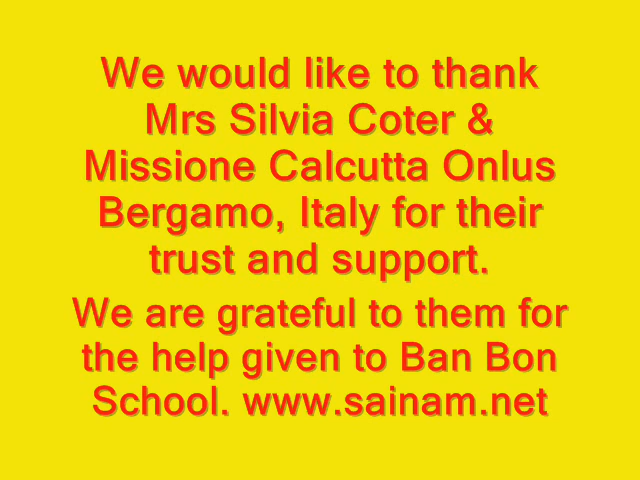 We would like to thank
Mrs Silvia Coter &
Missione Calcutta Onlus
Bergamo, Italy for their
trust and support.
We are grateful to them for
the help given to Ban Bon
School. www.sainam.net